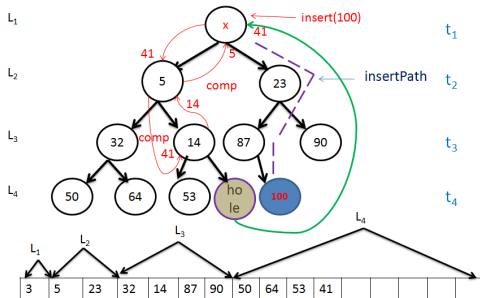 L1 x insert(100) t1
41 41
5
L2 5 comp 23 insertPath t2
14
L3 32 comp 14 87 90 t3
41
L4 50 64 53 ho le 100 t4
L1 L2 L3 L4
3 5 23 32 14 87 90 50 64 53 41